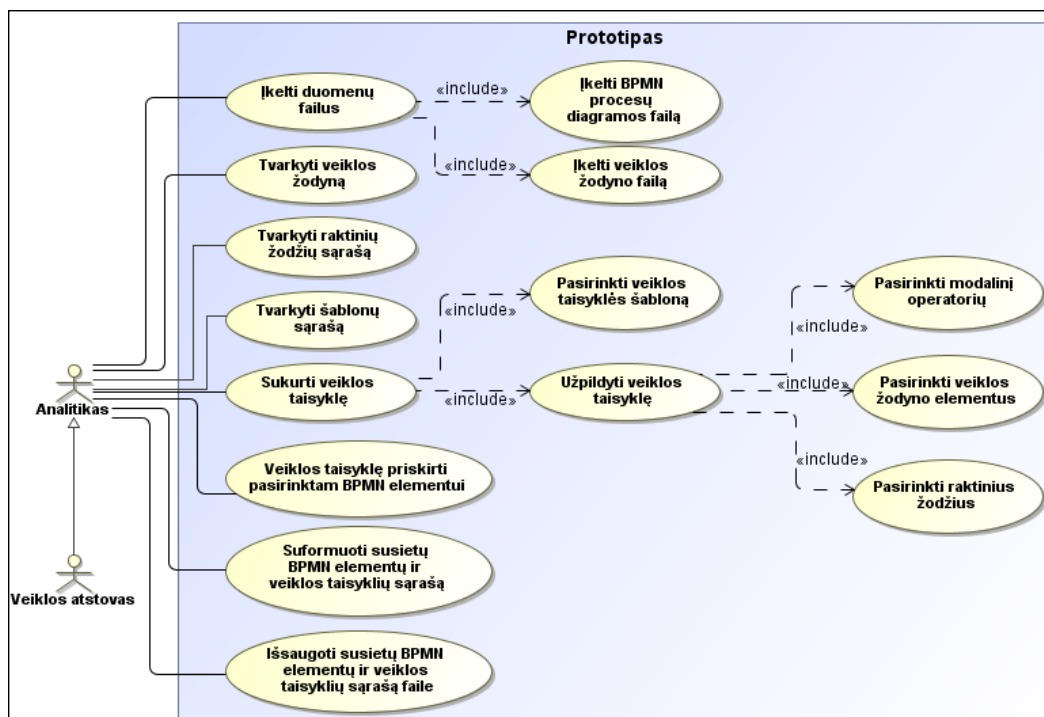 Prototipas
Įkelti duomenų
failus
«include»
Įkelti BPMN
procesų
diagramos failą
«include»
Įkelti veiklos
žodyno failą
Tvarkyti veiklos
žodyną
Tvarkyti raktinių
žodžių sąrašą
Tvarkyti šablonų
sąrašą
Sukurti veiklos
taisyklę
«include»
Pasirinkti veiklos
taisyklės šabloną
«include»
Užpildyti veiklos
taisyklę
«include»
Pasirinkti modalinį
operatorių
«include»
Pasirinkti veiklos
žodyno elementus
«include»
Pasirinkti raktinius
žodžius
Analitikas
Veiklos taisyklę priskirti
pasirinktam BPMN elementui
Suformuoti susietų
BPMN elementų ir
veiklos taisyklių sąrašą
Veiklos atstovas
Išsaugoti susietų BPMN
elementų ir veiklos
taisyklių sąrašą faile